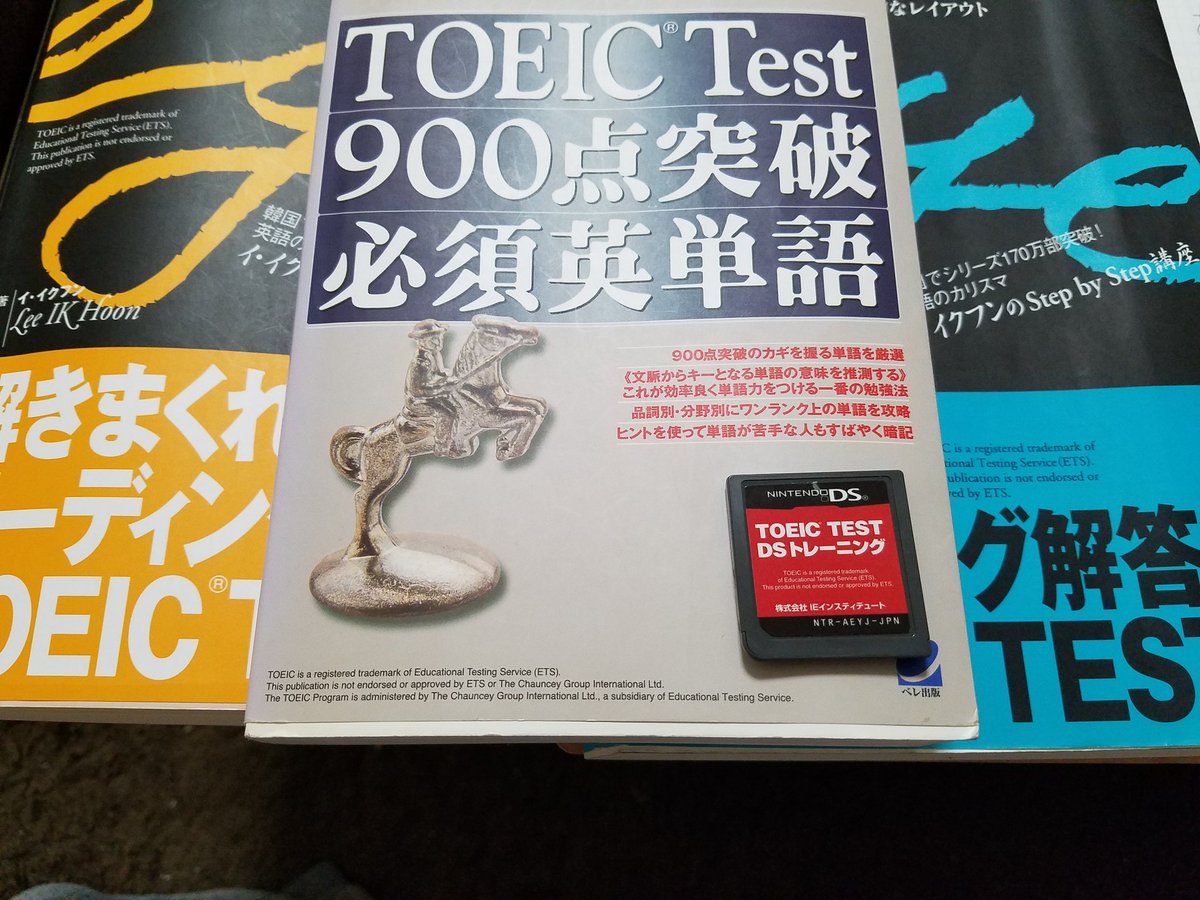 TOEIC is a registered trademark of
Educational Testing Service (ETS).
This publication is not endorsed or
approved by ETS.
韓国
英語の
イ・イク
著 イ・イクフン
Lee IK Hoon
解きまくれ
ーディン
OEIC®
TOEIC® Test
900点突破
必須英単語
900点突破のカギを握る単語を厳選
《文脈からキーとなる単語の意味を推測する》
これが効率良く単語力をつける一番の勉強法
品詞別・分野別にワンランク上の単語を攻略
ヒントを使って単語が苦手な人もすばやく暗記
NINTENDO DS®
TOEIC® TEST
DSトレーニング
TOEIC is a registered trademark
of Educational Testing Service (ETS).
This product is not endorsed or approved by ETS.
株式会社 IEインスティテュート
NTR-AEYJ-JPN
TOEIC is a registered trademark of Educational Testing Service (ETS).
This publication is not endorsed or approved by ETS or The Chauncey Group International Ltd.
The TOEIC Program is administered by The Chauncey Group International Ltd., a subsidiary of Educational Testing Service.
ベレ出版
なレイアウト
でシリーズ170万部突破!
語のカリスマ
イクフンのStep by Step講座
C is a registered trademark of
tional Testing Service (ETS).
ublication is not endorsed or
ved by ETS.
グ解答
TEST